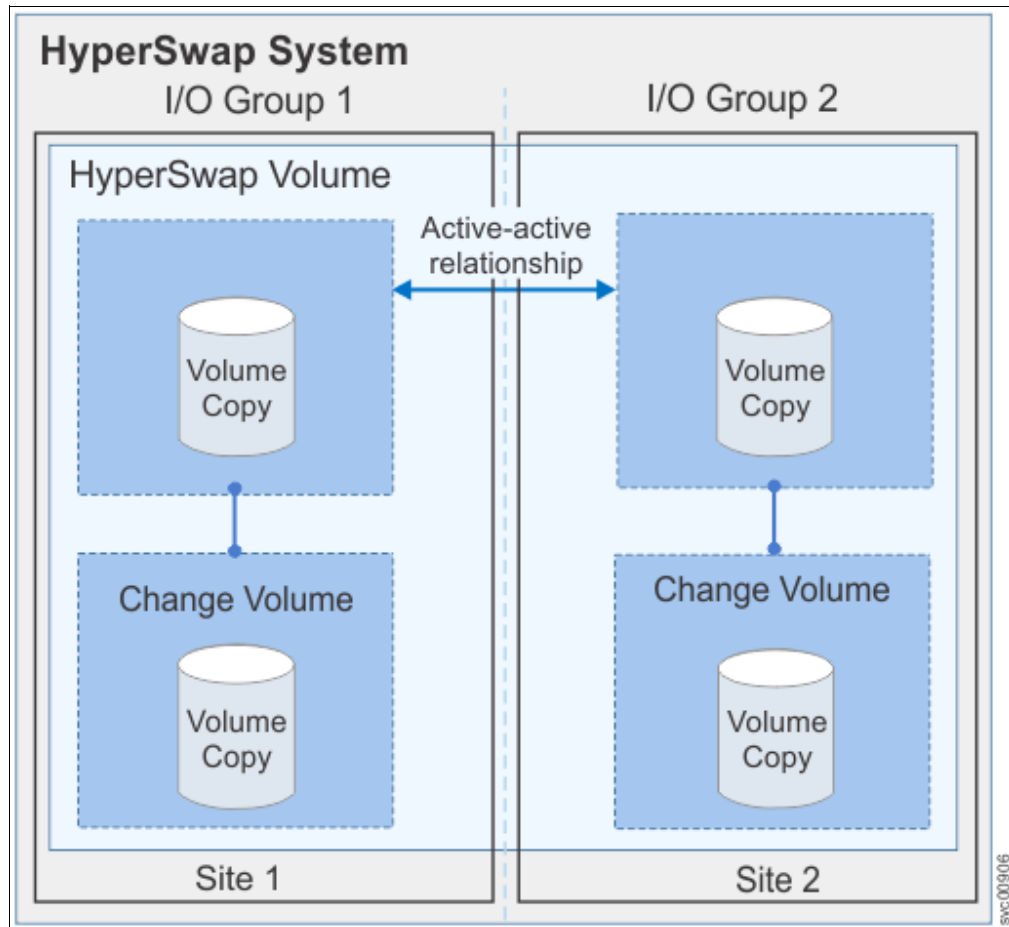 HyperSwap System
I/O Group 1
I/O Group 2
HyperSwap Volume
Active-active
relationship
Volume
Copy
Volume
Copy
Change Volume
Volume
Copy
Change Volume
Volume
Copy
Site 1
Site 2
svc00906